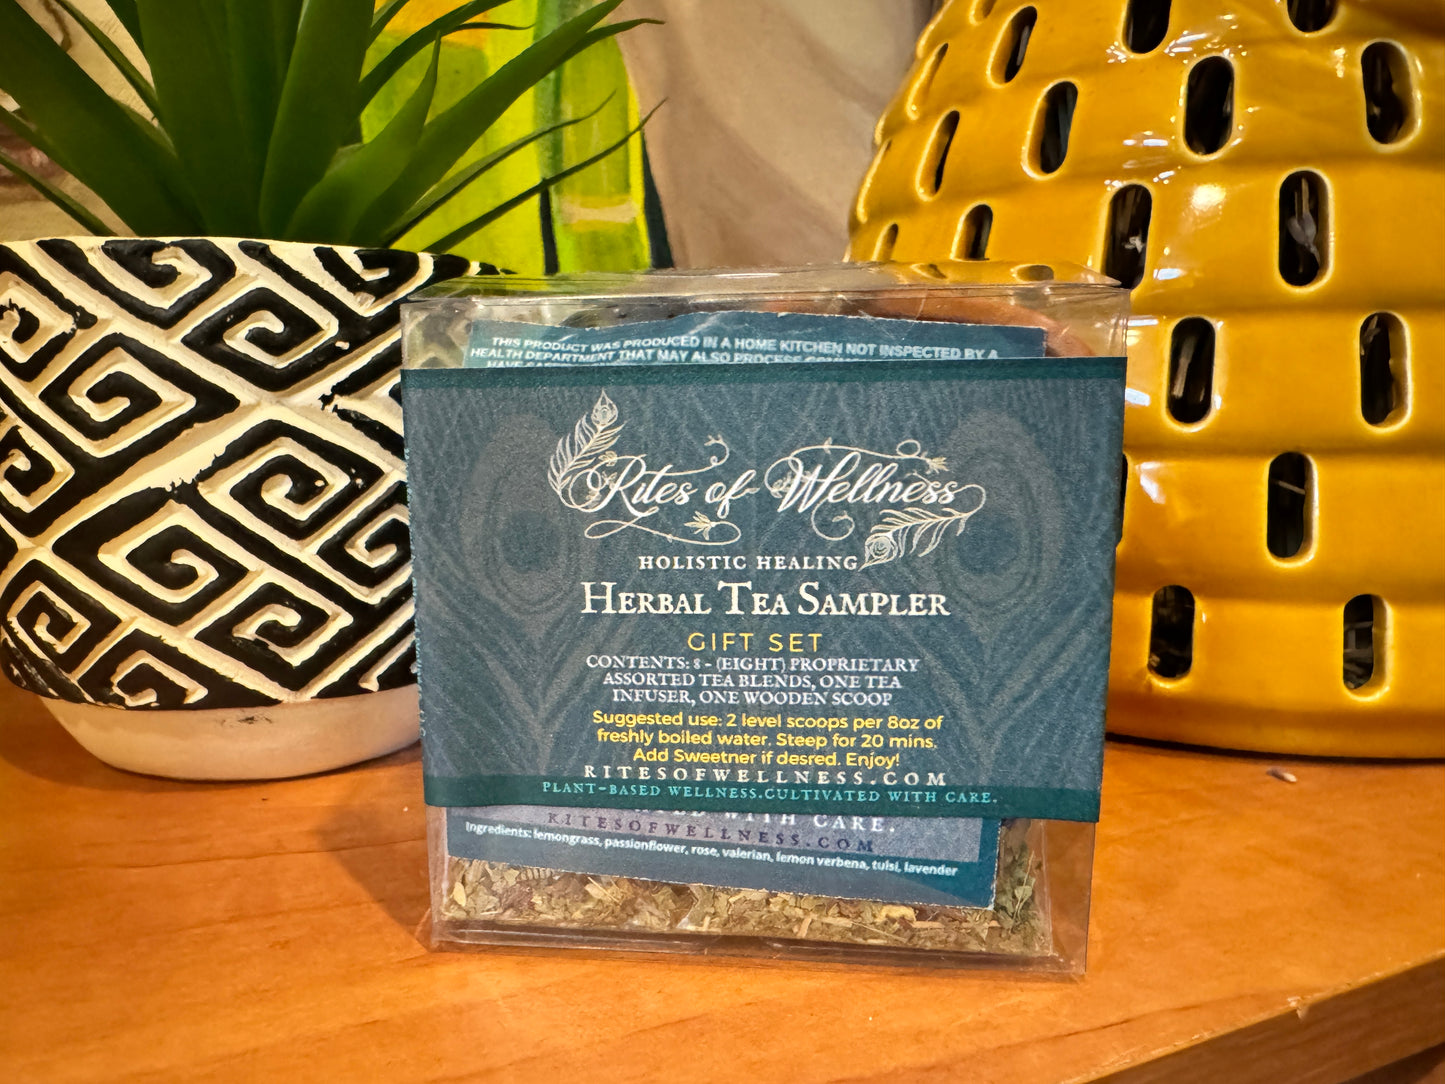 THIS PRODUCT WAS PRODUCED IN A HOME KITCHEN NOT INSPECTED BY A
HEALTH DEPARTMENT THAT MAY ALSO PROCESS
Rites of Wellness
HOLISTIC HEALING
HERBAL TEA SAMPLER
GIFT SET
CONTENTS: 8 - (EIGHT) PROPRIETARY
ASSORTED TEA BLENDS, ONE TEA
INFUSER, ONE WOODEN SCOOP
Suggested use: 2 level scoops per 8oz of
freshly boiled water. Steep for 20 mins.
Add Sweetner if desred. Enjoy!
RITESOFWELLNESS.COM
PLANT-BASED WELLNESS.CULTIVATED WITH CARE.
WITH CARE.
RITESOFWELLNESS.COM
Ingredients: lemongrass, passionflower, rose, valerian, lemon verbena, tulsi, lavender